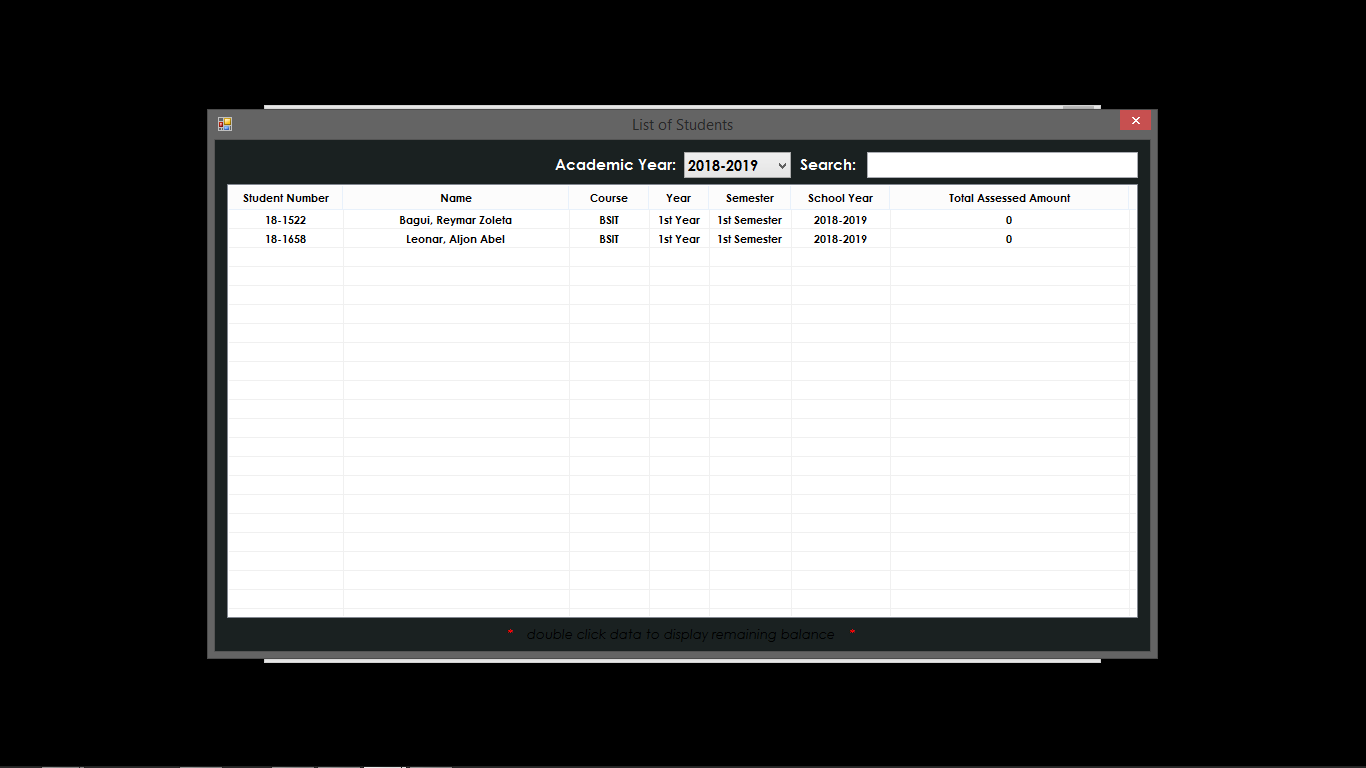 List of Students
Academic Year: 2018-2019 Search:
Student Number Name Course Year Semester School Year Total Assessed Amount
18-1522 Bagui, Reymar Zoleta BSIT 1st Year 1st Semester 2018-2019 0
18-1658 Leonar, Aljon Abel BSIT 1st Year 1st Semester 2018-2019 0
* double click data to display remaining balance *